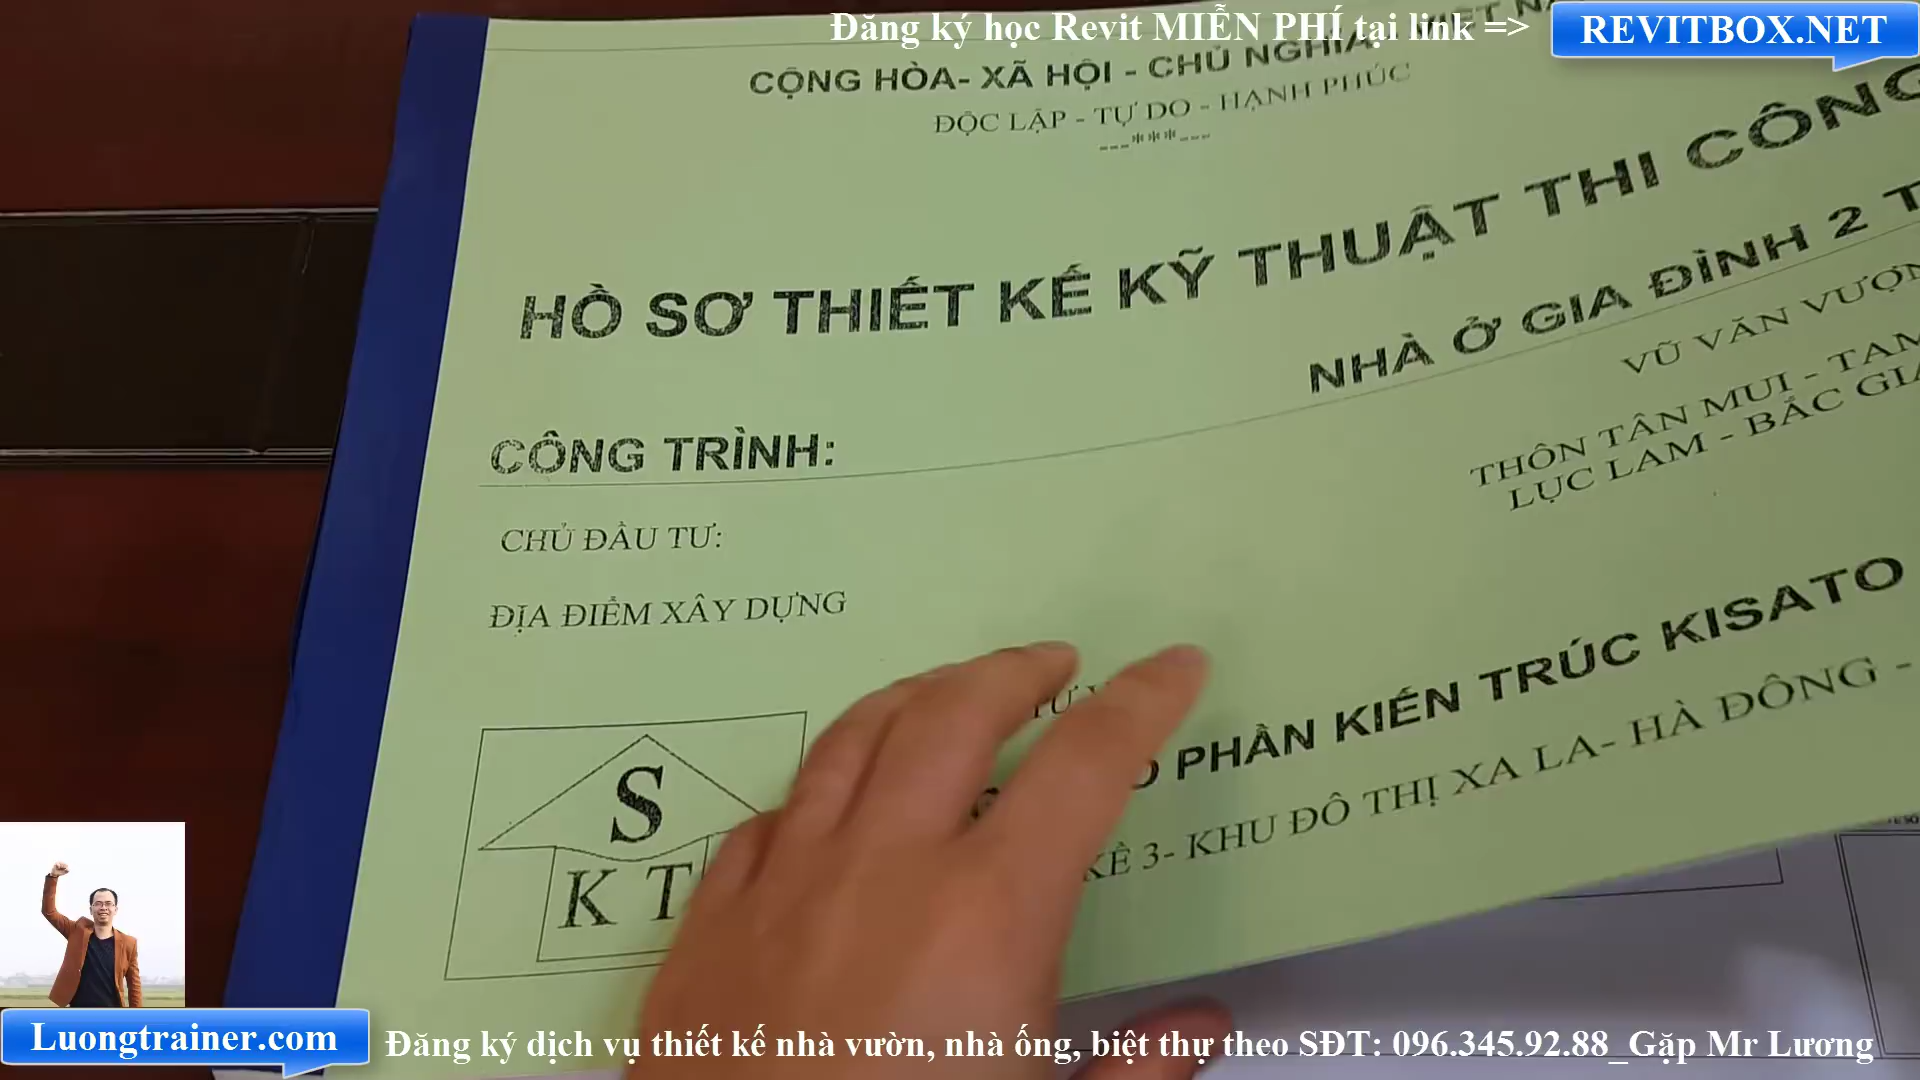 Đăng ký học Revit MIỄN PHÍ tại link =>
REVITBOX.NET
CỘNG HÒA- XÃ HỘI - CHỦ NGHĨA
ĐỘC LẬP - TỰ DO - HẠNH PHÚC
---***---
HỒ SƠ THIẾT KẾ KỸ THUẬT THI CÔNG
CÔNG TRÌNH:
NHÀ Ở GIA ĐÌNH 2
CHỦ ĐẦU TƯ:
VŨ VĂN
ĐỊA ĐIỂM XÂY DỰNG
THÔN TÂN MUI - TAM
LỤC LAM - BẮC
PHẦN KIẾN TRÚC KISATO
KỀ 3- KHU ĐÔ THỊ XA LA- HÀ ĐÔNG -
S
K T
Luongtrainer.com
Đăng ký dịch vụ thiết kế nhà vườn, nhà ống, biệt thự theo SĐT: 096.345.92.88_Gặp Mr Lương